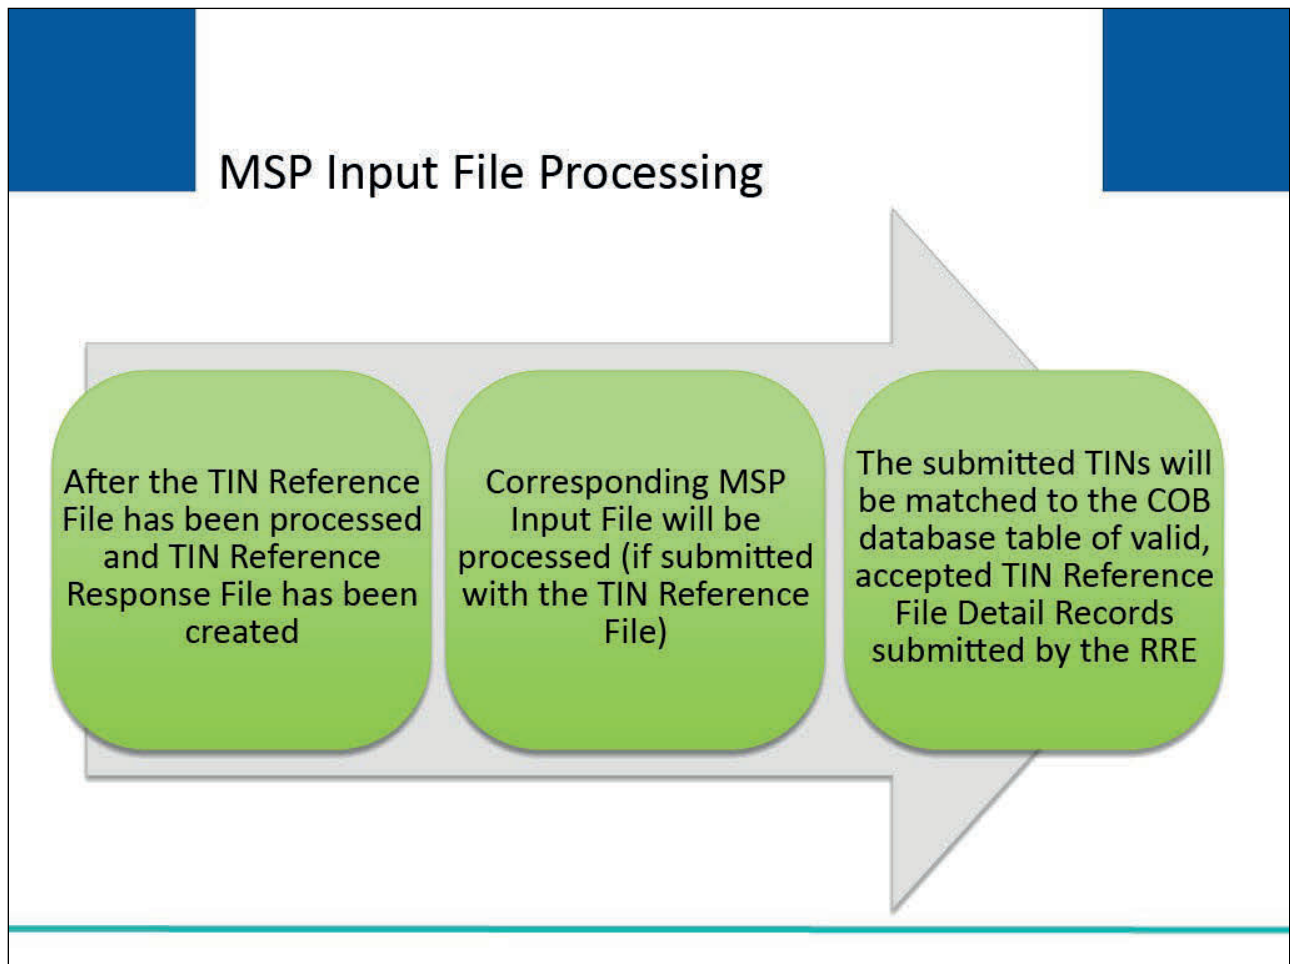 MSP Input File Processing
After the TIN Reference
File has been processed
and TIN Reference
Response File has been
created
Corresponding MSP
Input File will be
processed (if submitted
with the TIN Reference
File)
The submitted TINs will
be matched to the COB
database table of valid,
accepted TIN Reference
File Detail Records
submitted by the RRE